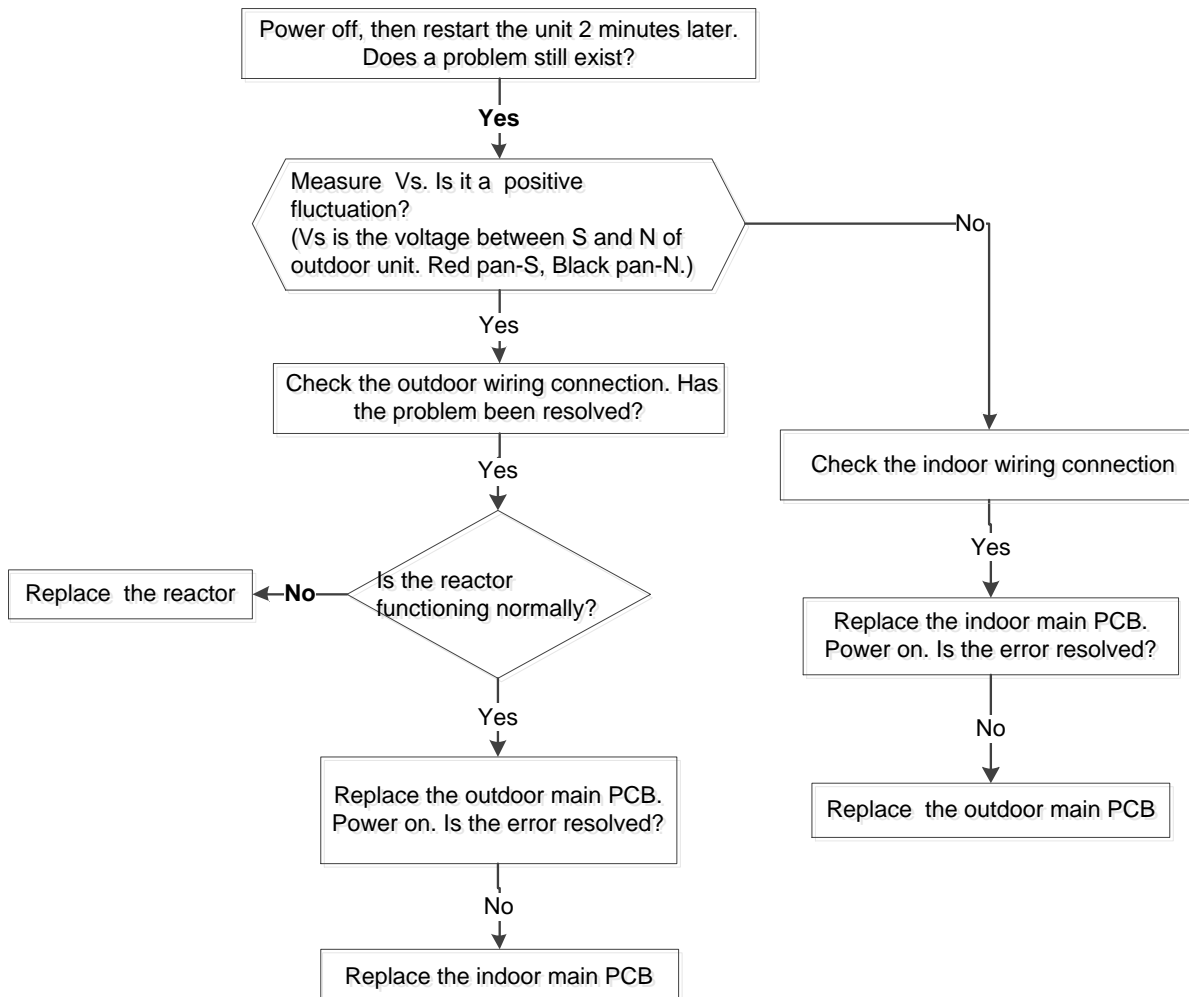 Power off, then restart the unit 2 minutes later.
Does a problem still exist?
Yes
Measure Vs. Is it a positive
fluctuation?
(Vs is the voltage between S and N of
outdoor unit. Red pan-S, Black pan-N.)
No
Yes
Check the outdoor wiring connection. Has
the problem been resolved?
Check the indoor wiring connection
Yes
Yes
Is the reactor
functioning normally?
No
Replace the reactor
Replace the indoor main PCB.
Power on. Is the error resolved?
Yes
No
Replace the outdoor main PCB.
Power on. Is the error resolved?
Replace the outdoor main PCB
No
Replace the indoor main PCB